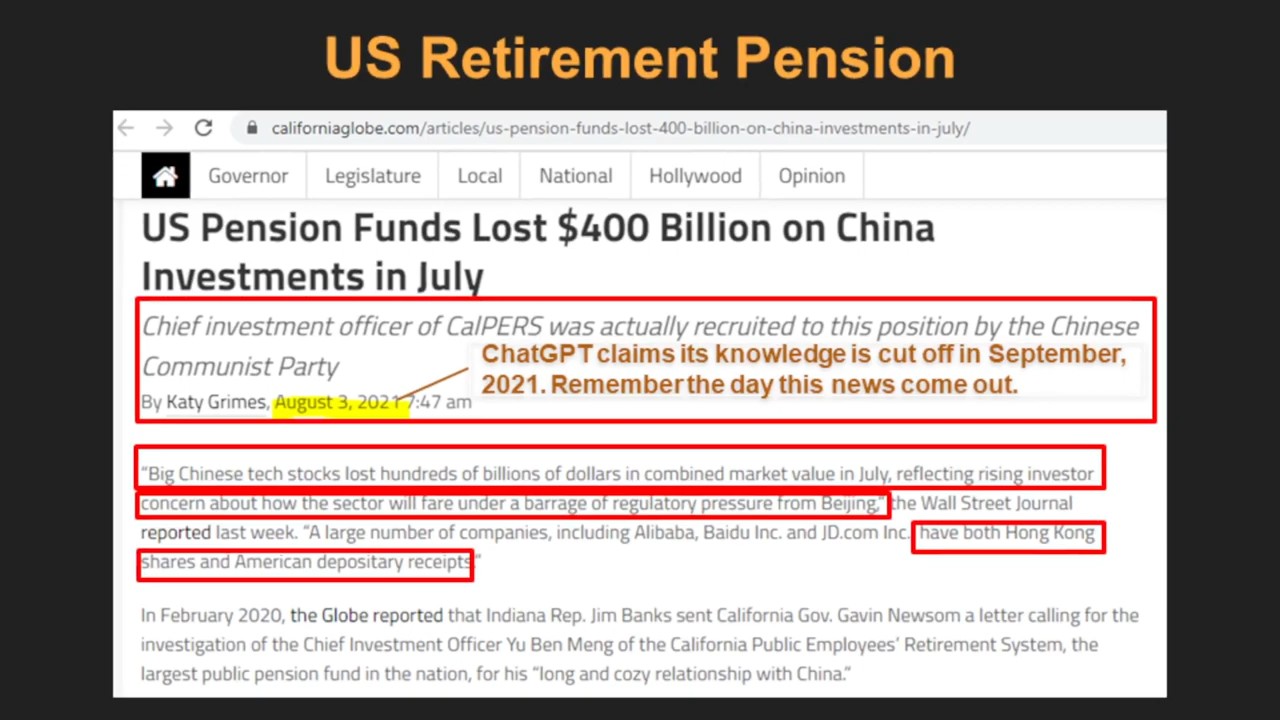 US Retirement Pension
californiaglobe.com/articles/us-pension-funds-lost-400-billion-on-china-investments-in-july/
Governor Legislature Local National Hollywood Opinion
US Pension Funds Lost $400 Billion on China
Investments in July
Chief investment officer of CalPERS was actually recruited to this position by the Chinese
Communist Party
ChatGPT claims its knowledge is cut off in September,
2021. Remember the day this news come out.
By Katy Grimes, August 3, 2021 7:47 am
“Big Chinese tech stocks lost hundreds of billions of dollars in combined market value in July, reflecting rising investor
concern about how the sector will fare under a barrage of regulatory pressure from Beijing,” the Wall Street Journal
reported last week. “A large number of companies, including Alibaba, Baidu Inc. and JD.com Inc. have both Hong Kong
shares and American depositary receipts.”
In February 2020, the Globe reported that Indiana Rep. Jim Banks sent California Gov. Gavin Newsom a letter calling for the
investigation of the Chief Investment Officer Yu Ben Meng of the California Public Employees’ Retirement System, the
largest public pension fund in the nation, for his “long and cozy relationship with China.”